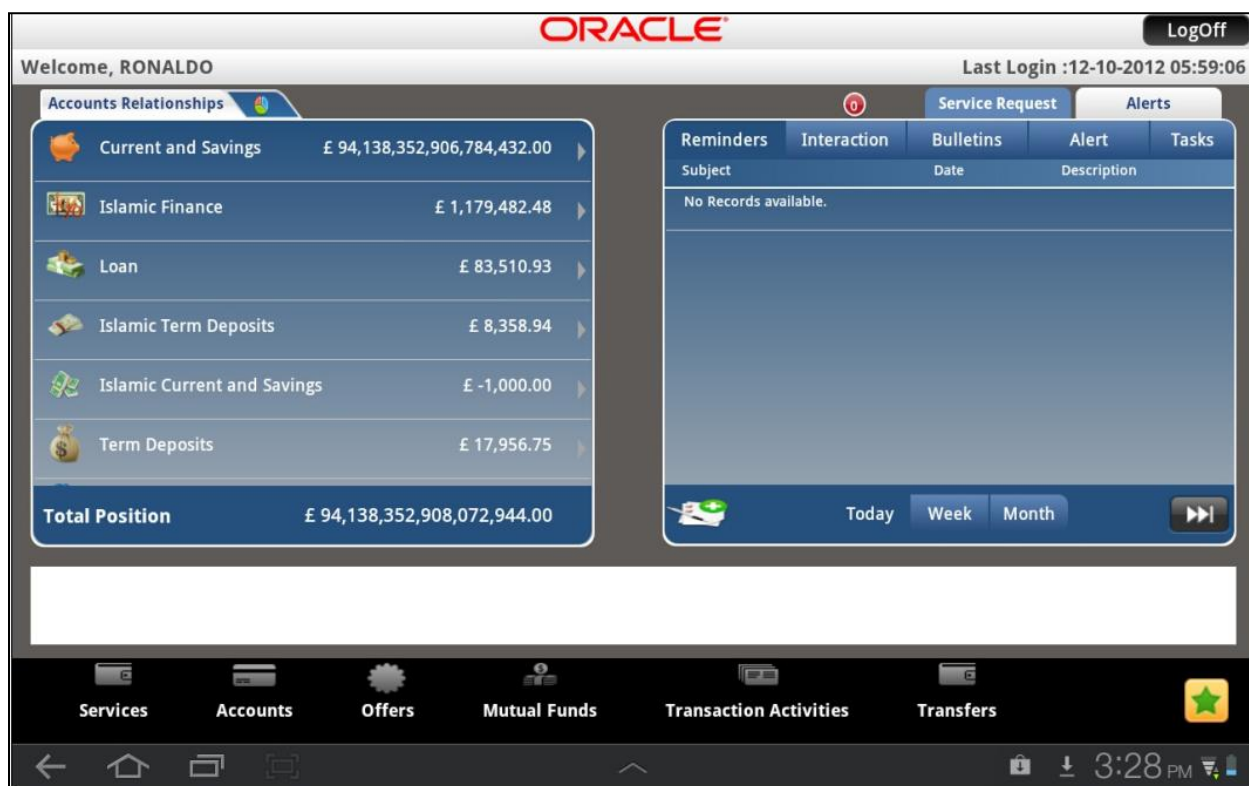 ORACLE
LogOff
Welcome, RONALDO
Last Login :12-10-2012 05:59:06
Accounts Relationships
0
Service Request
Alerts
Current and Savings £ 94,138,352,906,784,432.00
Islamic Finance £ 1,179,482.48
Loan £ 83,510.93
Islamic Term Deposits £ 8,358.94
Islamic Current and Savings £ -1,000.00
Term Deposits £ 17,956.75
Total Position £ 94,138,352,908,072,944.00
Reminders Interaction Bulletins Alert Tasks
Subject Date Description
No Records available.
Today Week Month
Services Accounts Offers Mutual Funds Transaction Activities Transfers
3:28 PM